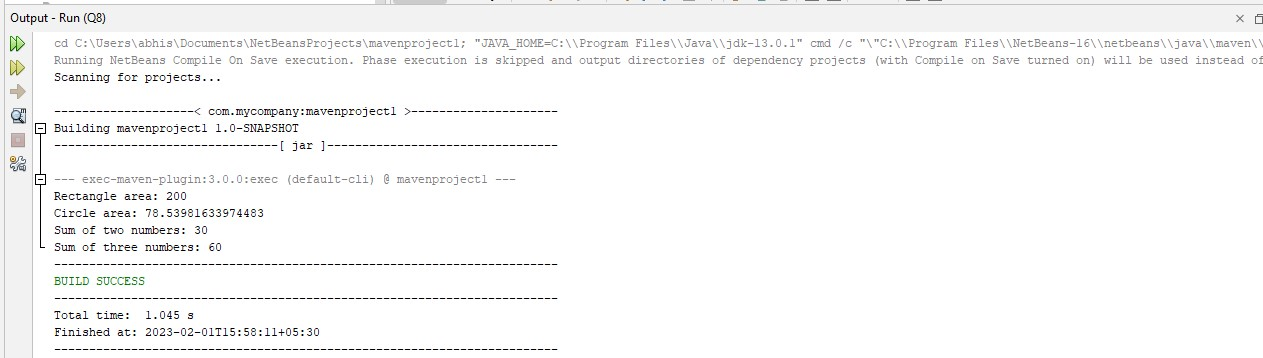 Output - Run (Q8)
cd C:\Users\abhis\Documents\NetBeansProjects\mavenproject1; "JAVA_HOME=C:\\Program Files\\Java\\jdk-13.0.1" cmd /c "\"C:\\Program Files\\NetBeans-16\\netbeans\\java\\maven\\
Running NetBeans Compile On Save execution. Phase execution is skipped and output directories of dependency projects (with Compile on Save turned on) will be used instead of
Scanning for projects...
--------------------< com.mycompany:mavenproject1 >---------------------
Building mavenproject1 1.0-SNAPSHOT
--------------------------------[ jar ]---------------------------------
--- exec-maven-plugin:3.0.0:exec (default-cli) @ mavenproject1 ---
Rectangle area: 200
Circle area: 78.53981633974483
Sum of two numbers: 30
Sum of three numbers: 60
------------------------------------------------------------------------
BUILD SUCCESS
------------------------------------------------------------------------
Total time:  1.045 s
Finished at: 2023-02-01T15:58:11+05:30
------------------------------------------------------------------------